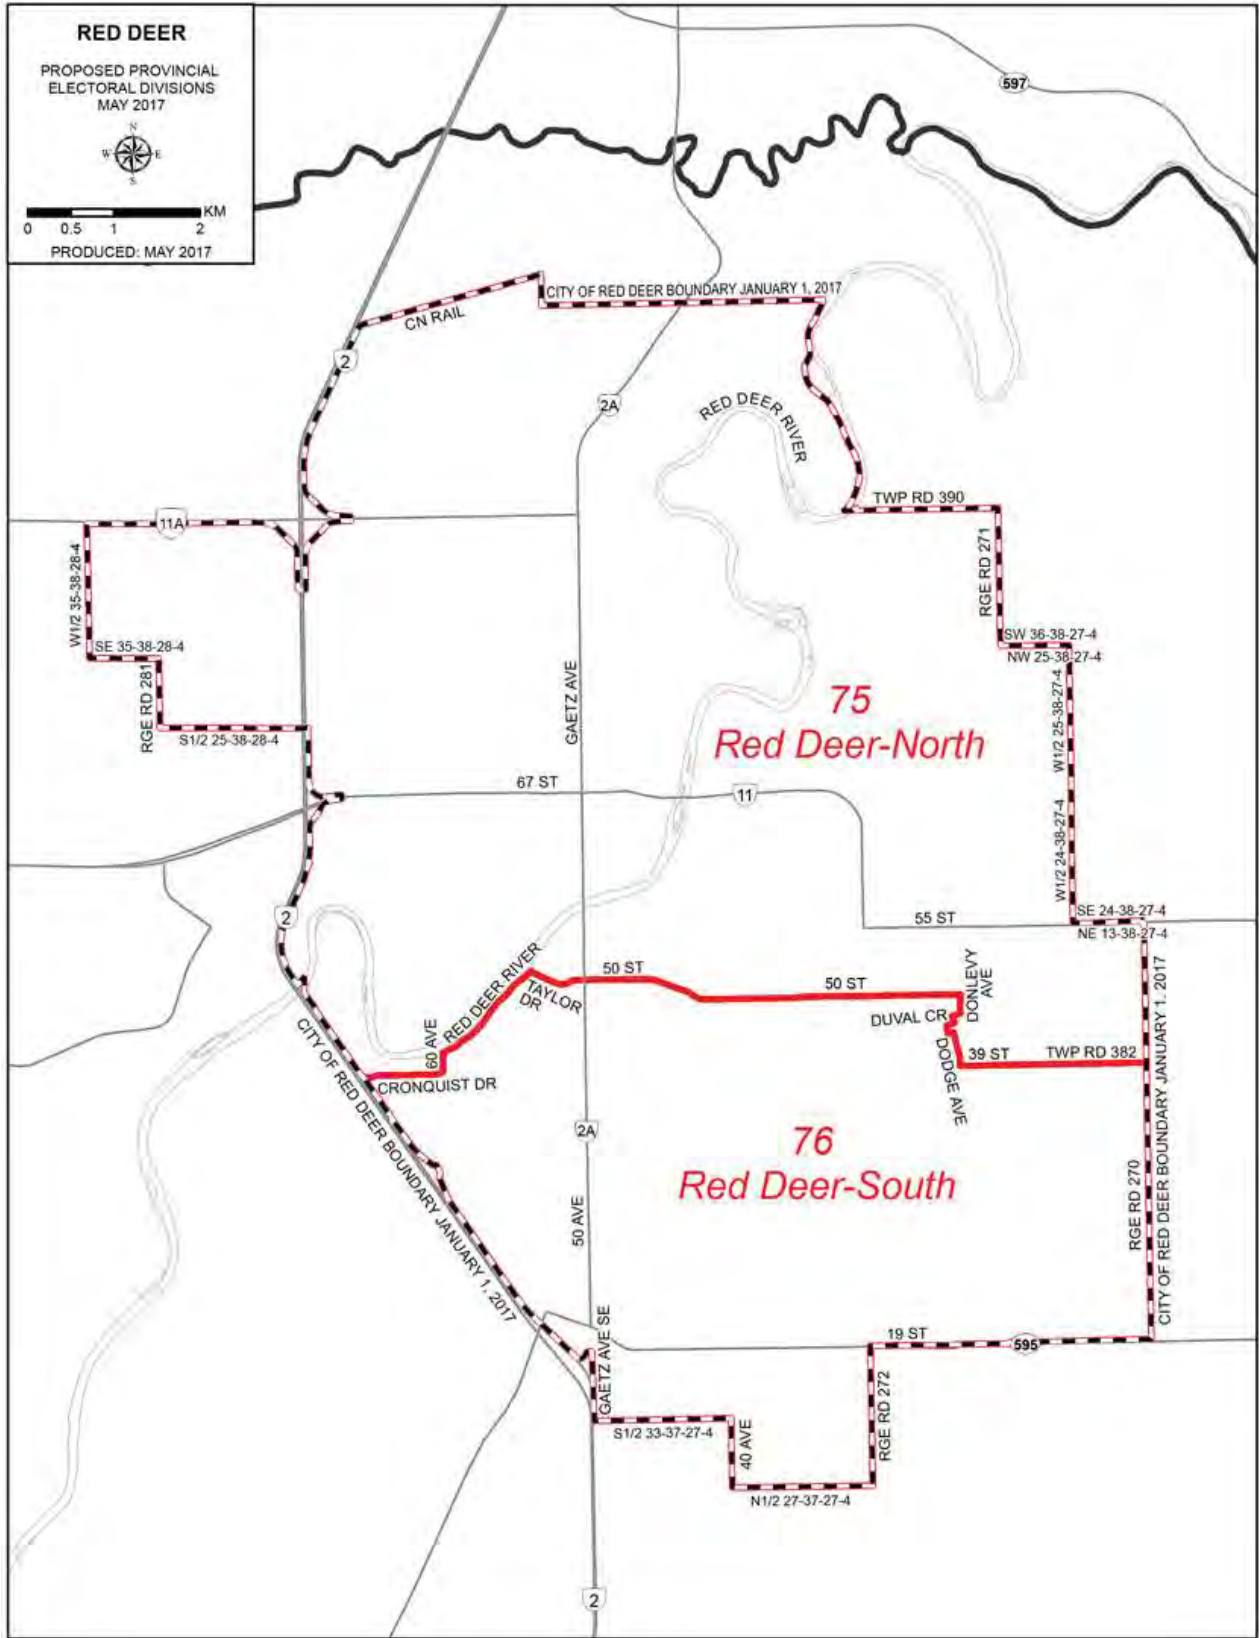 RED DEER
PROPOSED PROVINCIAL
ELECTORAL DIVISIONS
MAY 2017
N
W E
S
KM
0 0.5 1 2
PRODUCED: MAY 2017
597
CITY OF RED DEER BOUNDARY JANUARY 1, 2017
CN RAIL
2
2A
RED DEER RIVER
TWP RD 390
11A
W1/2 35-38-28-4
RGE RD 271
SE 35-38-28-4
SW 36-38-27-4
NW 25-38-27-4
RGE RD 281
S1/2 25-38-28-4
GAETZ AVE
W1/2 25-38-27-4
75
Red Deer-North
67 ST
11
W1/2 24-38-27-4
2
55 ST
SE 24-38-27-4
NE 13-38-27-4
RED DEER RIVER
TAYLOR
DR
50 ST
50 ST
DONLEVY
AVE
DUVAL CR
60 AVE
CRONQUIST DR
DODGE AVE
39 ST
TWP RD 382
CITY OF RED DEER BOUNDARY JANUARY 1, 2017
CITY OF RED DEER BOUNDARY JANUARY 1, 2017
2A
76
Red Deer-South
50 AVE
RGE RD 270
GAETZ AVE SE
19 ST
595
RGE RD 272
S1/2 33-37-27-4
40 AVE
N1/2 27-37-27-4
2